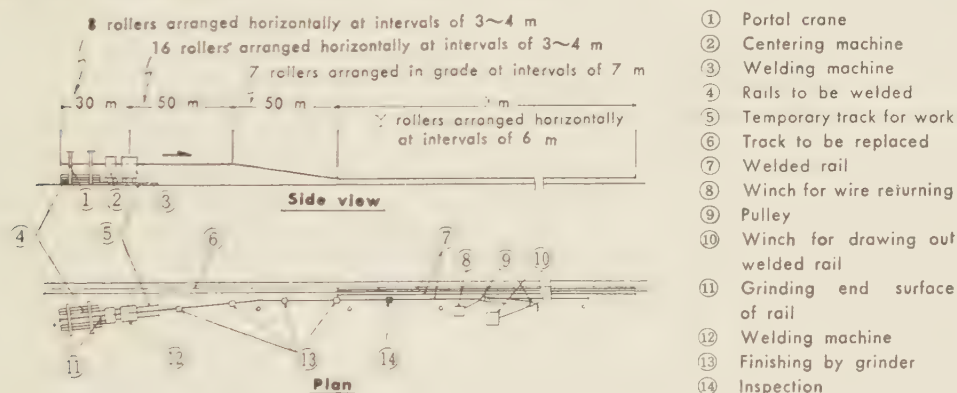 8 rollers arranged horizontally at intervals of 3~4 m
16 rollers arranged horizontally at intervals of 3~4 m
7 rollers arranged in grade at intervals of 7 m
30 m 50 m 50 m m
rollers arranged horizontally
at intervals of 6 m
① ② ③
Side view
④ ⑤ ⑥ ⑦ ⑧ ⑨ ⑩
⑪ ⑫ ⑬ ⑭
Plan
① Portal crane
② Centering machine
③ Welding machine
④ Rails to be welded
⑤ Temporary track for work
⑥ Track to be replaced
⑦ Welded rail
⑧ Winch for wire returning
⑨ Pulley
⑩ Winch for drawing out
welded rail
⑪ Grinding end surface
of rail
⑫ Welding machine
⑬ Finishing by grinder
⑭ Inspection